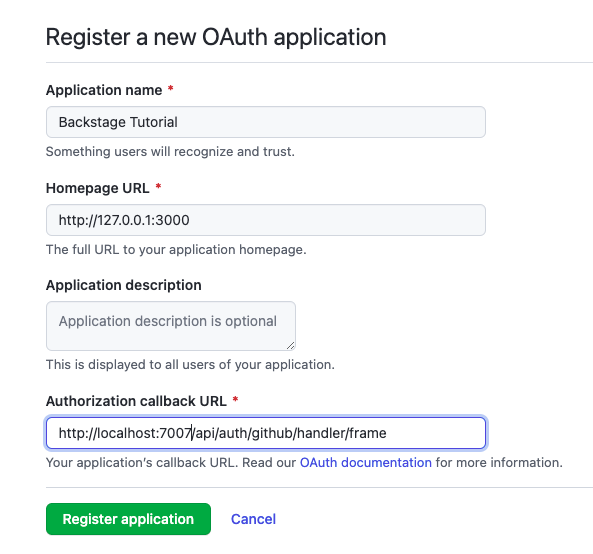 Register a new OAuth application
Application name *
Backstage Tutorial
Something users will recognize and trust.
Homepage URL *
http://127.0.0.1:3000
The full URL to your application homepage.
Application description
Application description is optional
This is displayed to all users of your application.
Authorization callback URL *
http://localhost:7007/api/auth/github/handler/frame
Your application's callback URL. Read our OAuth documentation for more information.
Register application Cancel